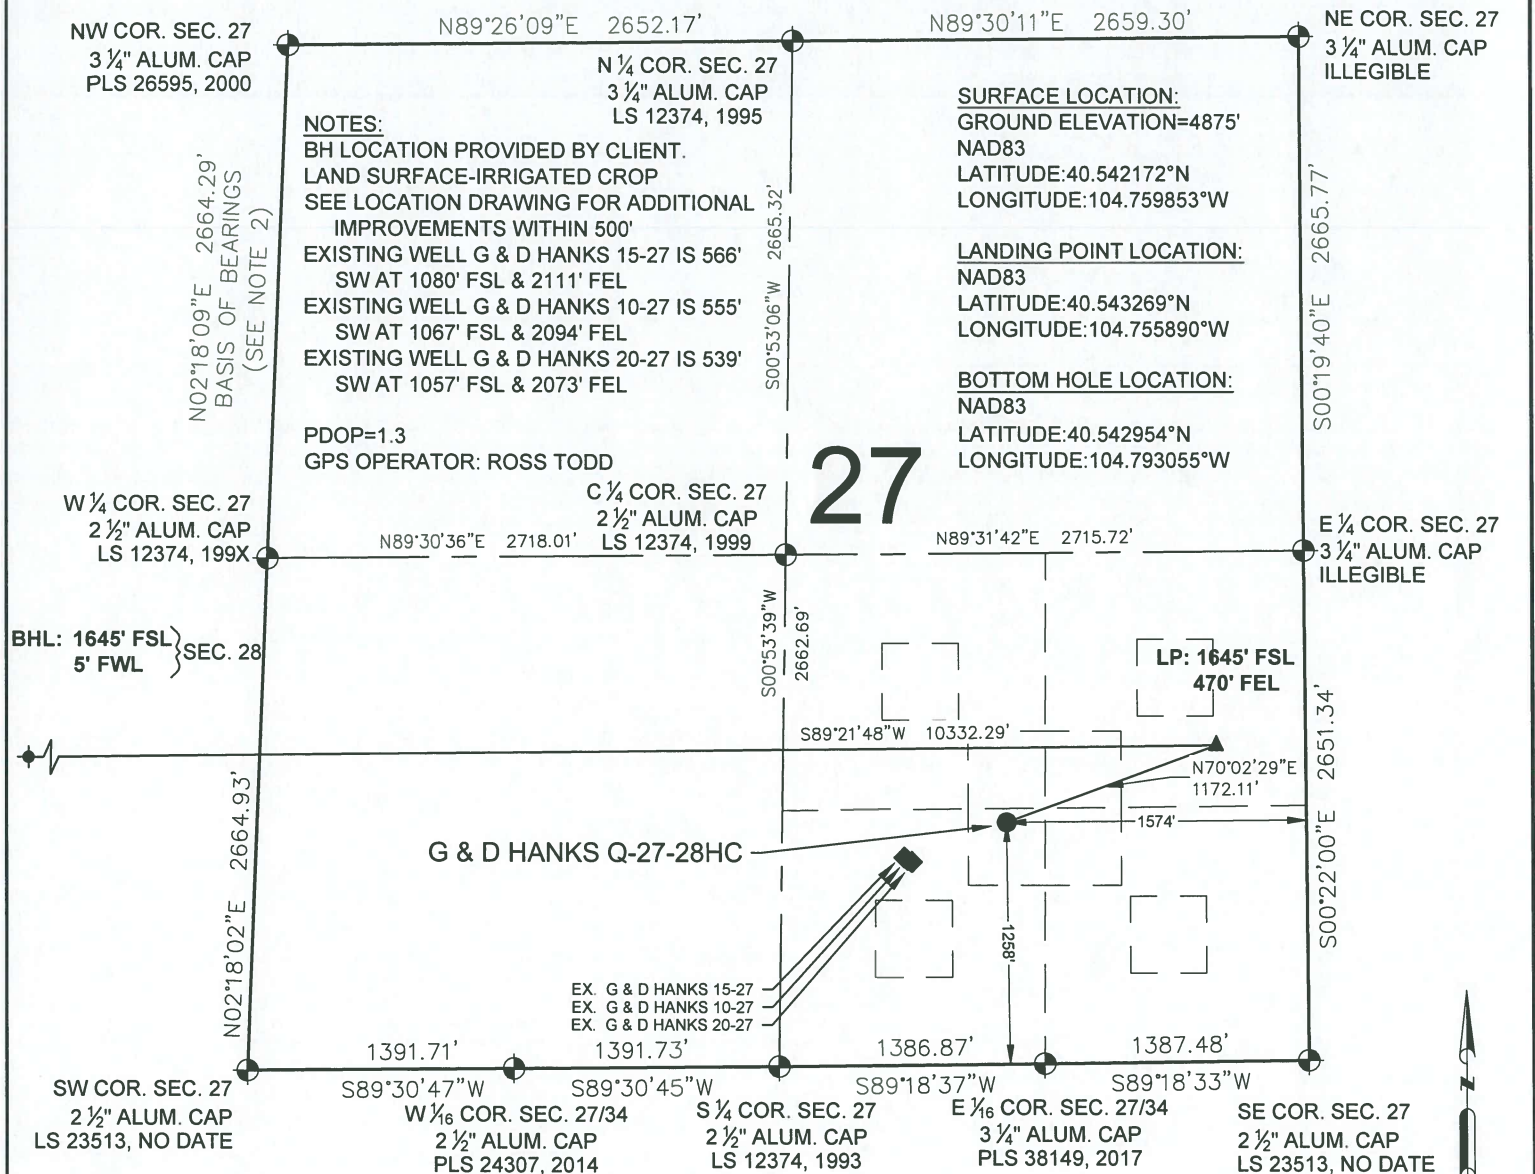 NW COR. SEC. 27
3 ¼" ALUM. CAP
PLS 26595, 2000
N89°26'09"E 2652.17'
N ¼ COR. SEC. 27
3 ¼" ALUM. CAP
LS 12374, 1995
N89°30'11"E 2659.30'
NE COR. SEC. 27
3 ¼" ALUM. CAP
ILLEGIBLE
N02°18'09"E 2664.29'
BASIS OF BEARINGS
(SEE NOTE 2)
NOTES:
BH LOCATION PROVIDED BY CLIENT.
LAND SURFACE-IRRIGATED CROP
SEE LOCATION DRAWING FOR ADDITIONAL
IMPROVEMENTS WITHIN 500'
EXISTING WELL G & D HANKS 15-27 IS 566'
SW AT 1080' FSL & 2111' FEL
EXISTING WELL G & D HANKS 10-27 IS 555'
SW AT 1067' FSL & 2094' FEL
EXISTING WELL G & D HANKS 20-27 IS 539'
SW AT 1057' FSL & 2073' FEL
PDOP=1.3
GPS OPERATOR: ROSS TODD
S00°53'06"W 2665.32'
SURFACE LOCATION:
GROUND ELEVATION=4875'
NAD83
LATITUDE:40.542172°N
LONGITUDE:104.759853°W
LANDING POINT LOCATION:
NAD83
LATITUDE:40.543269°N
LONGITUDE:104.755890°W
BOTTOM HOLE LOCATION:
NAD83
LATITUDE:40.542954°N
LONGITUDE:104.793055°W
S00°19'40"E 2665.77'
27
W ¼ COR. SEC. 27
2 ½" ALUM. CAP
LS 12374, 199X
N89°30'36"E 2718.01'
C ¼ COR. SEC. 27
2 ½" ALUM. CAP
LS 12374, 1999
N89°31'42"E 2715.72'
E ¼ COR. SEC. 27
3 ¼" ALUM. CAP
ILLEGIBLE
BHL: 1645' FSL
5' FWL
SEC. 28
S00°53'39"W
2662.69'
LP: 1645' FSL
470' FEL
S89°21'48"W 10332.29'
N70°02'29"E
1172.11'
1574'
G & D HANKS Q-27-28HC
1258'
S00°22'00"E 2651.34'
N02°18'02"E 2664.93'
EX. G & D HANKS 15-27
EX. G & D HANKS 10-27
EX. G & D HANKS 20-27
1391.71'
1391.73'
1386.87'
1387.48'
S89°30'47"W
S89°30'45"W
S89°18'37"W
S89°18'33"W
SW COR. SEC. 27
2 ½" ALUM. CAP
LS 23513, NO DATE
W 1⁄16 COR. SEC. 27/34
2 ½" ALUM. CAP
PLS 24307, 2014
S ¼ COR. SEC. 27
2 ½" ALUM. CAP
LS 12374, 1993
E 1⁄16 COR. SEC. 27/34
3 ¼" ALUM. CAP
PLS 38149, 2017
SE COR. SEC. 27
2 ½" ALUM. CAP
LS 23513, NO DATE
N